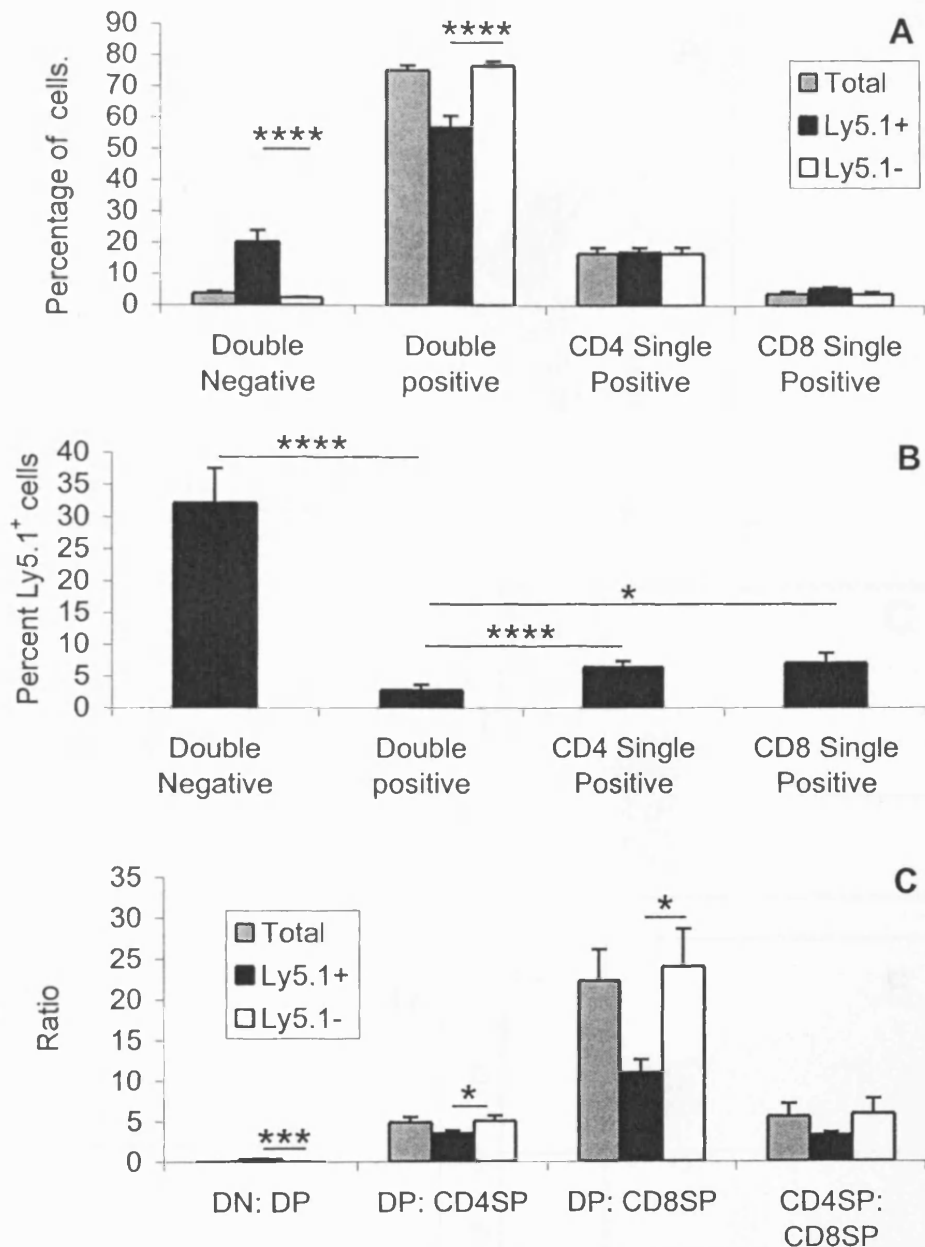 A
Percentage of cells.
90
80
70
60
50
40
30
20
10
0
****
****
Total
Ly5.1+
Ly5.1-
Double Negative
Double positive
CD4 Single Positive
CD8 Single Positive
B
Percent Ly5.1+ cells
40
35
30
25
20
15
10
5
0
****
*
****
Double Negative
Double positive
CD4 Single Positive
CD8 Single Positive
C
Ratio
35
30
25
20
15
10
5
0
Total
Ly5.1+
Ly5.1-
***
*
*
DN: DP
DP: CD4SP
DP: CD8SP
CD4SP: CD8SP